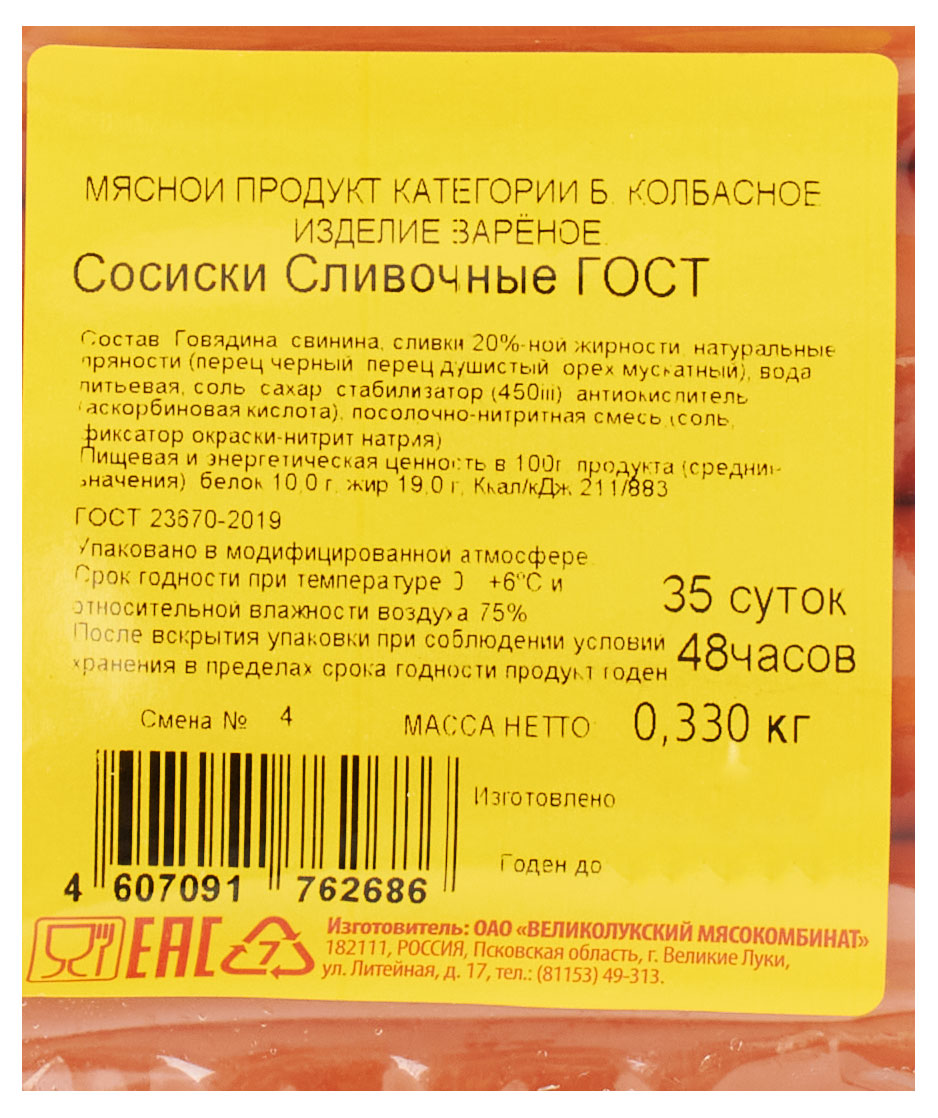 МЯСНОЙ ПРОДУКТ КАТЕГОРИИ Б. КОЛБАСНОЕ
ИЗДЕЛИЕ ВАРЁНОЕ.
Сосиски Сливочные ГОСТ
Состав Говядина, свинина, сливки 20%-ной жирности, натуральные
пряности (перец черный, перец душистый, орех мускатный), вода
питьевая, соль, сахар, стабилизатор (450iii), антиокислитель
(аскорбиновая кислота), посолочно-нитритная смесь (соль,
фиксатор окраски-нитрит натрия)
Пищевая и энергетическая ценность в 100г продукта (средние
значения) белок 10,0 г, жир 19,0 г, Ккал/кДж 211/883
ГОСТ 23670-2019
Упаковано в модифицированной атмосфере
Срок годности при температуре 0 +6°С и
относительной влажности воздуха 75%
35 суток
После вскрытия упаковки при соблюдении условий
хранения в пределах срока годности продукт годен
48часов
Смена № 4 МАССА НЕТТО 0,330 кг
Изготовлено
Годен до
4 607091 762686
EAC 7
Изготовитель: ОАО «ВЕЛИКОЛУКСКИЙ МЯСОКОМБИНАТ»
182111, РОССИЯ, Псковская область, г. Великие Луки,
ул. Литейная, д. 17, тел.: (81153) 49-313.